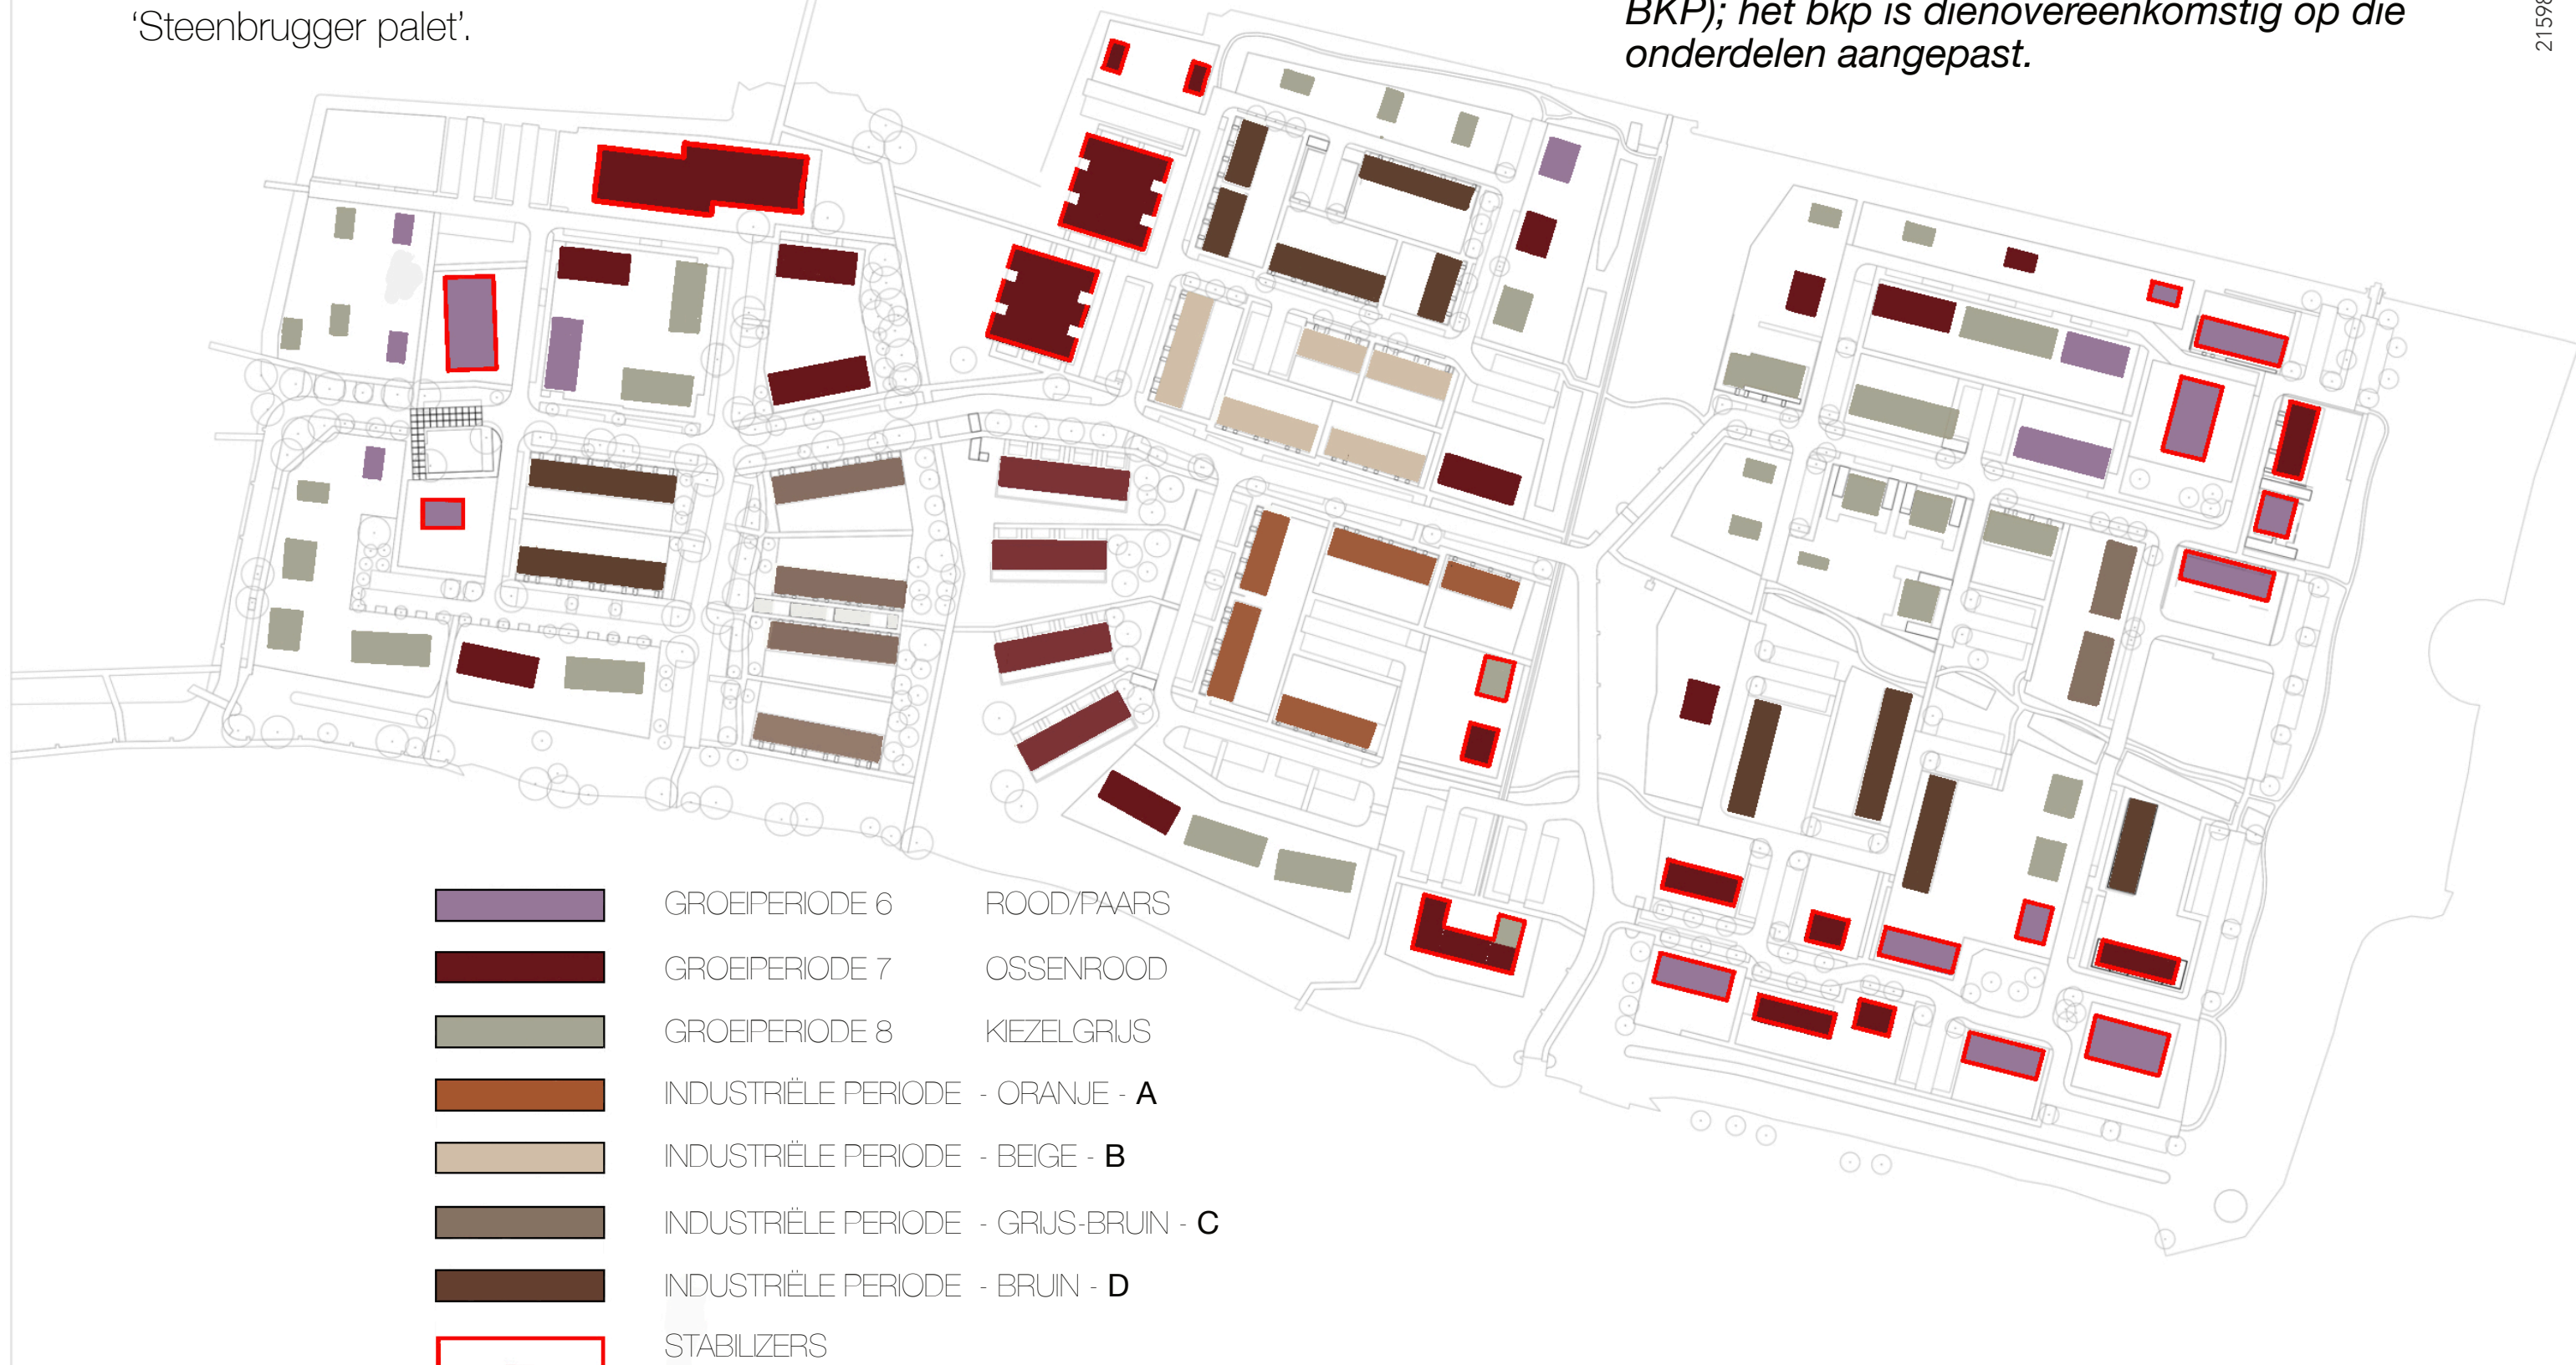 'Steenbrugger palet'.
BKP); het bkp is dienovereenkomstig op die
onderdelen aangepast.
21598
GROEIPERIODE 6 ROOD/PAARS
GROEIPERIODE 7 OSSENROOD
GROEIPERIODE 8 KIEZELGRIJS
INDUSTRIËLE PERIODE - ORANJE - A
INDUSTRIËLE PERIODE - BEIGE - B
INDUSTRIËLE PERIODE - GRIJS-BRUIN - C
INDUSTRIËLE PERIODE - BRUIN - D
STABILIZERS